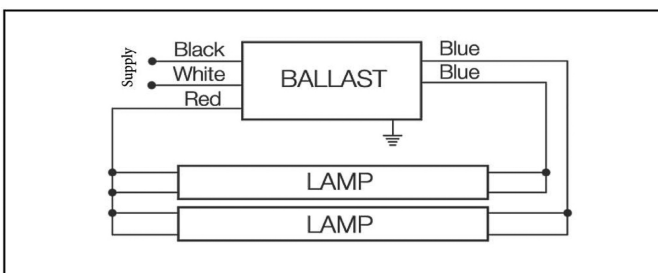 Supply
Black
White
Red
BALLAST
Blue
Blue
LAMP
LAMP